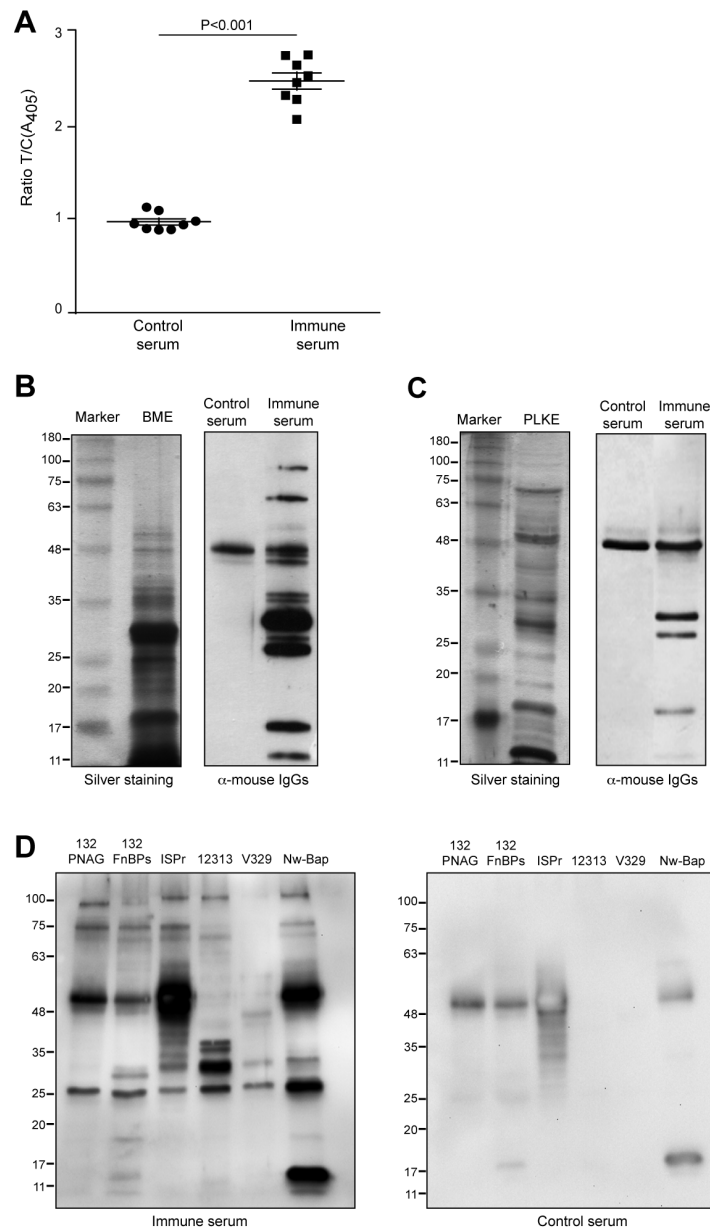 A
P<0.001
Ratio T/C(A405)
3
2
1
0
Control serum
Immune serum
B
Marker
BME
Control serum
Immune serum
180
100
75
63
48
35
25
20
17
11
Silver staining
α-mouse IgGs
C
Marker
PLKE
Control serum
Immune serum
180
100
75
63
48
35
25
20
17
11
Silver staining
α-mouse IgGs
D
132 PNAG
132 FnBPs
ISPr
12313
V329
Nw-Bap
100
75
63
48
35
25
20
17
11
Immune serum
132 PNAG
132 FnBPs
ISPr
12313
V329
Nw-Bap
100
75
63
48
35
25
20
17
11
Control serum